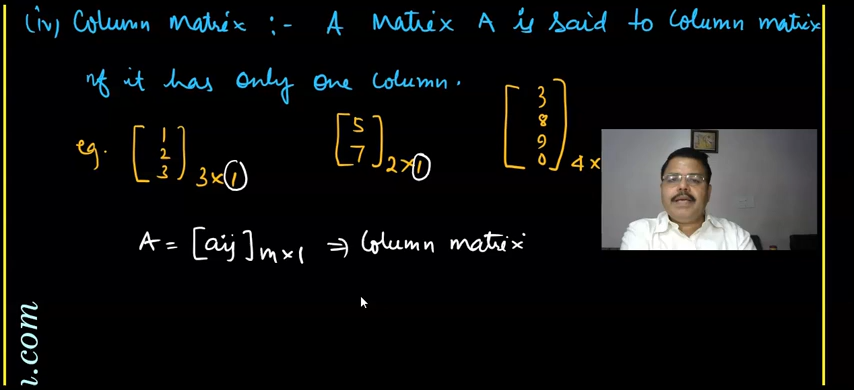 (iv) Column Matrix :- A Matrix A is said to Column matrix
if it has only one column.
eg. [1 2 3] 3×1 [5 7] 2×1 [3 8 9 0] 4×
A = [aij] m×1 ⇒ Column matrix
.com